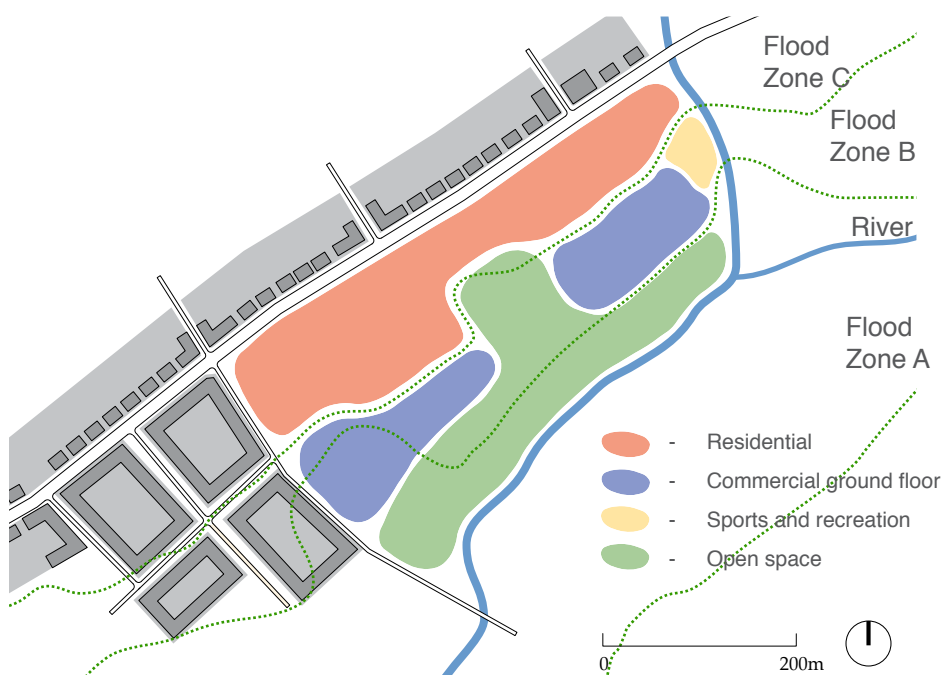 Flood
Zone C
Flood
Zone B
River
Flood
Zone A
- Residential
- Commercial ground floor
- Sports and recreation
- Open space
0 200m